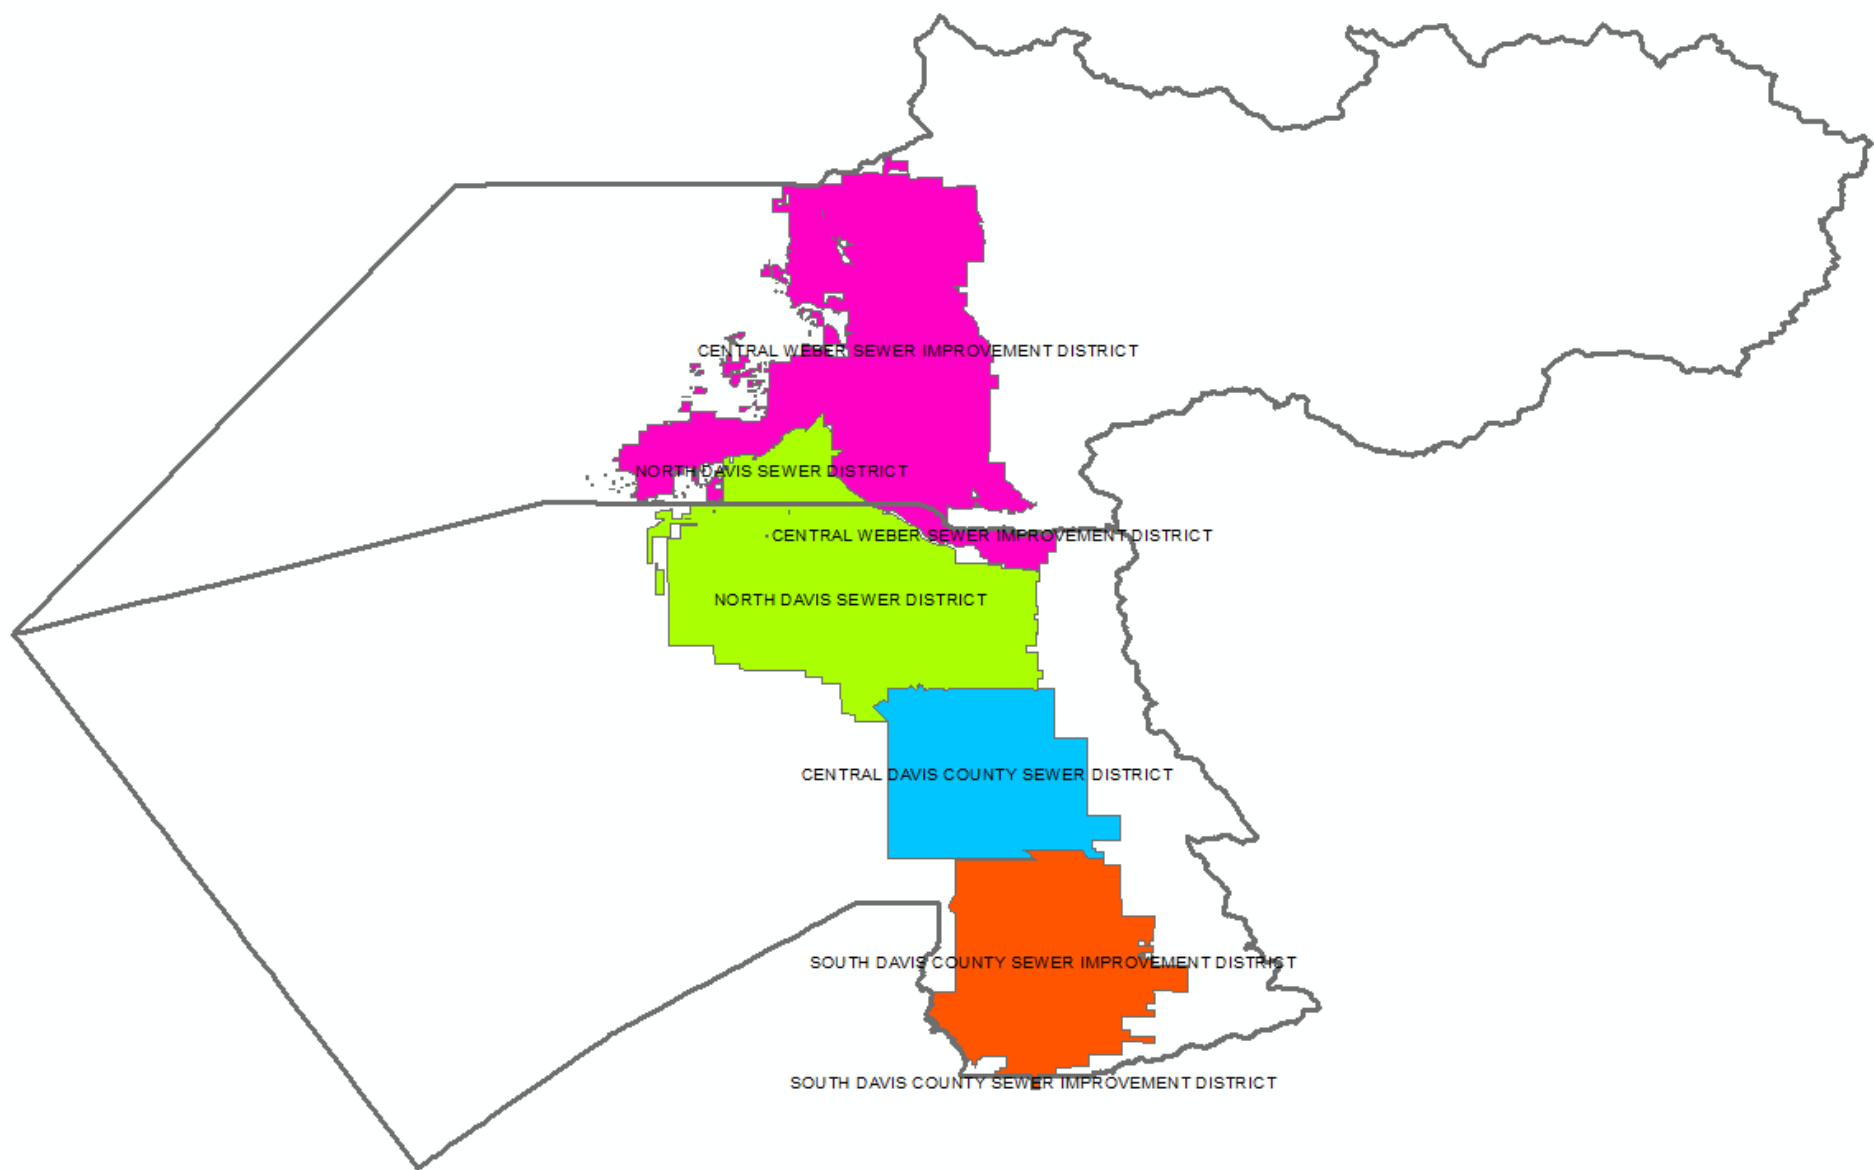 CENTRAL WEBER SEWER IMPROVEMENT DISTRICT
NORTH DAVIS SEWER DISTRICT
CENTRAL WEBER SEWER IMPROVEMENT DISTRICT
NORTH DAVIS SEWER DISTRICT
CENTRAL DAVIS COUNTY SEWER DISTRICT
SOUTH DAVIS COUNTY SEWER IMPROVEMENT DISTRICT
SOUTH DAVIS COUNTY SEWER IMPROVEMENT DISTRICT